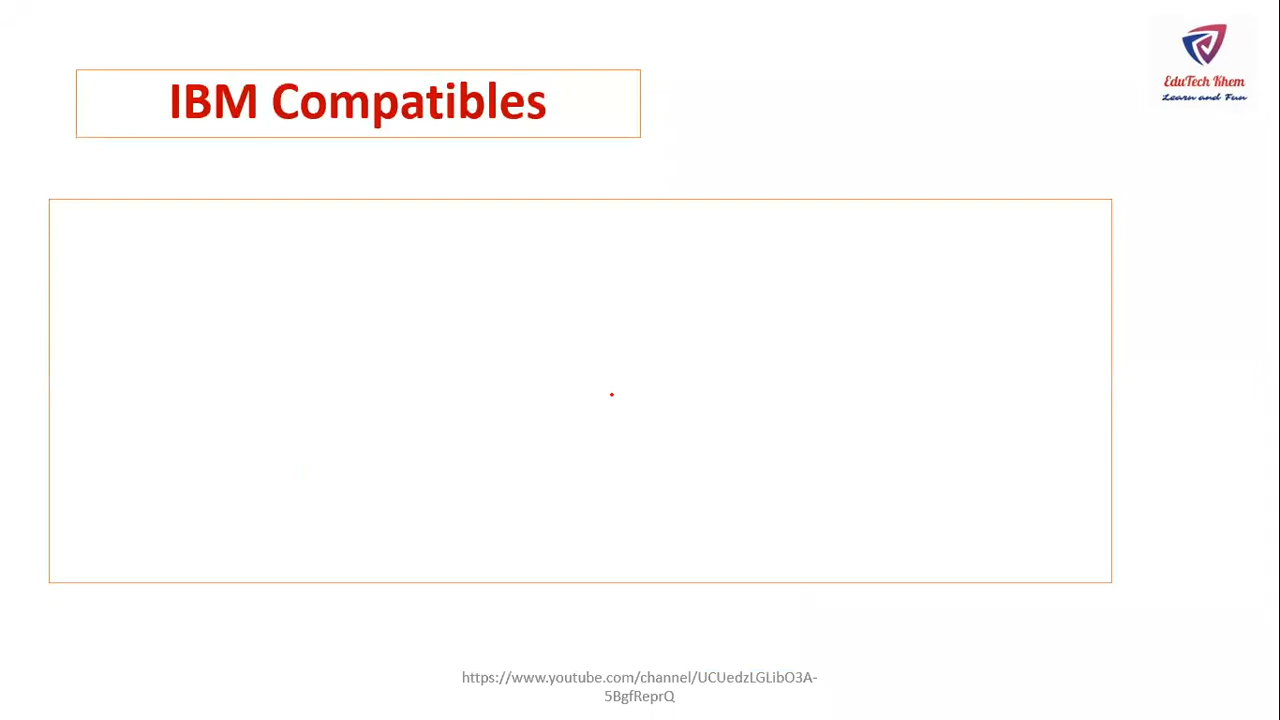 EduTech Khem
Learn and Fun
IBM Compatibles
https://www.youtube.com/channel/UCUedzLGLibO3A-
5BgfReprQ